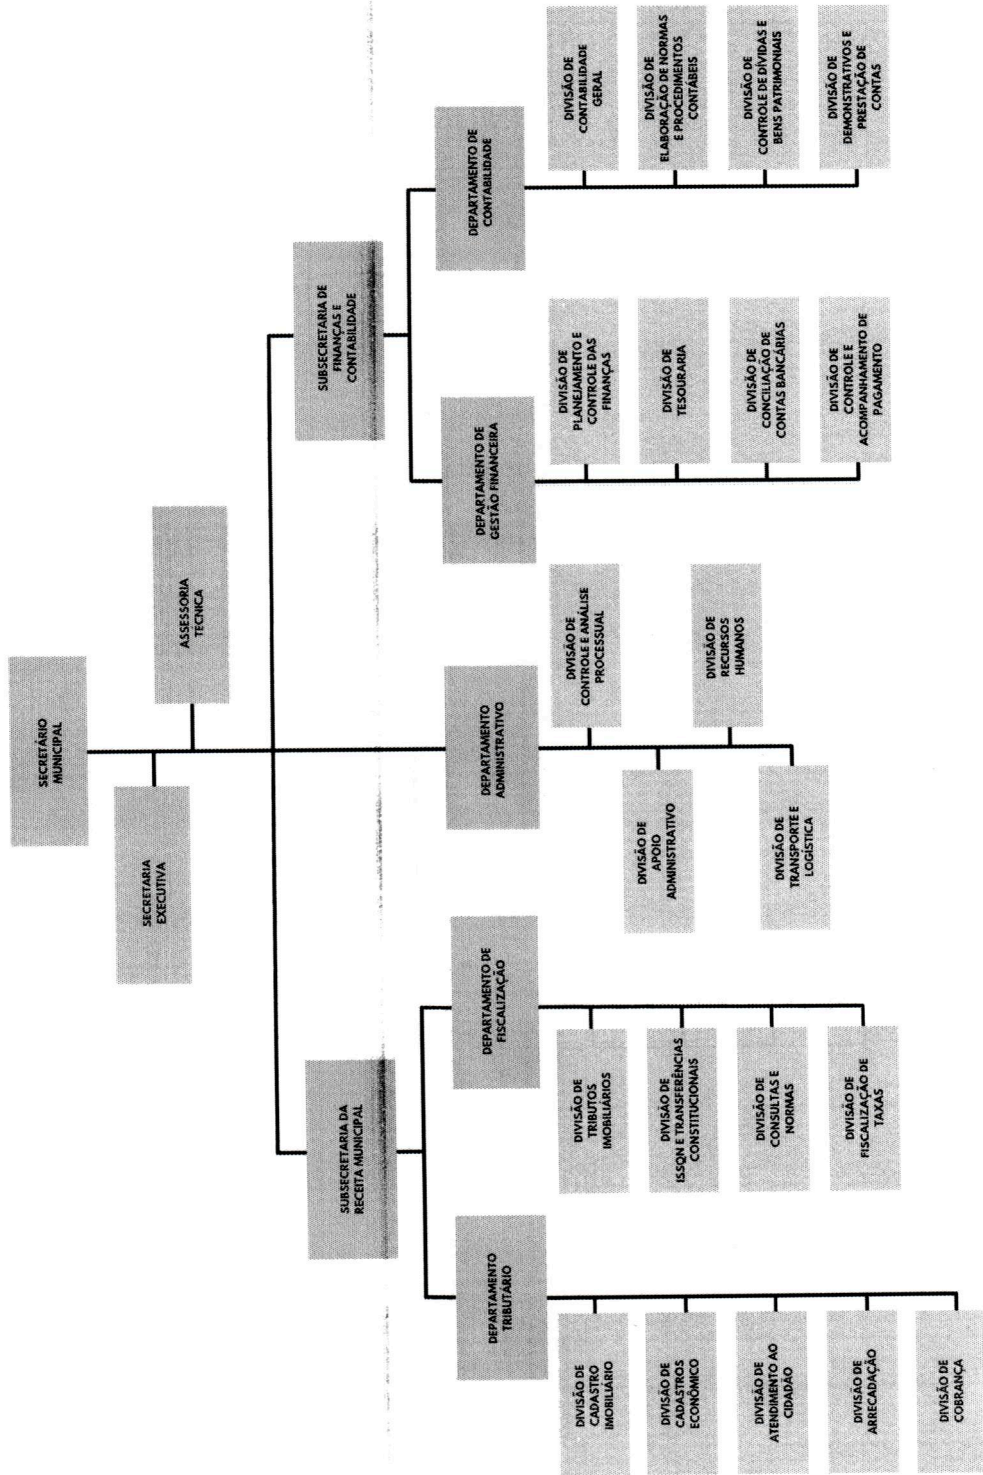 SECRETÁRIO
MUNICIPAL
SECRETARIA
EXECUTIVA
ASSESSORIA
TÉCNICA
SUBSECRETARIA DA
RECEITA MUNICIPAL
SUBSECRETARIA DE
FINANÇAS E
CONTABILIDADE
DEPARTAMENTO
TRIBUTÁRIO
DEPARTAMENTO DE
FISCALIZAÇÃO
DEPARTAMENTO
ADMINISTRATIVO
DEPARTAMENTO DE
GESTÃO FINANCEIRA
DEPARTAMENTO DE
CONTABILIDADE
DIVISÃO DE
CADASTRO
IMOBILIÁRIO
DIVISÃO DE
CADASTROS
ECONÔMICO
DIVISÃO DE
ATENDIMENTO AO
CIDADÃO
DIVISÃO DE
ARRECADAÇÃO
DIVISÃO DE
COBRANÇA
DIVISÃO DE
TRIBUTOS
IMOBILIÁRIOS
DIVISÃO DE
ISSQN E TRANSFERÊNCIAS
CONSTITUCIONAIS
DIVISÃO DE
CONSULTAS E
NORMAS
DIVISÃO DE
FISCALIZAÇÃO DE
TAXAS
DIVISÃO DE
CONTROLE E ANÁLISE
PROCESSUAL
DIVISÃO DE
APOIO
ADMINISTRATIVO
DIVISÃO DE
RECURSOS
HUMANOS
DIVISÃO DE
TRANSPORTE E
LOGÍSTICA
DIVISÃO DE
PLANEJAMENTO E
CONTROLE DAS
FINANÇAS
DIVISÃO DE
TESOURARIA
DIVISÃO DE
CONCILIAÇÃO DE
CONTAS BANCÁRIAS
DIVISÃO DE
CONTROLE E
ACOMPANHAMENTO DE
PAGAMENTO
DIVISÃO DE
CONTABILIDADE
GERAL
DIVISÃO DE
ELABORAÇÃO DE NORMAS
E PROCEDIMENTOS
CONTÁBEIS
DIVISÃO DE
CONTROLE DE DÍVIDAS E
BENS PATRIMONIAIS
DIVISÃO DE
DEMONSTRATIVOS E
PRESTAÇÃO DE
CONTAS